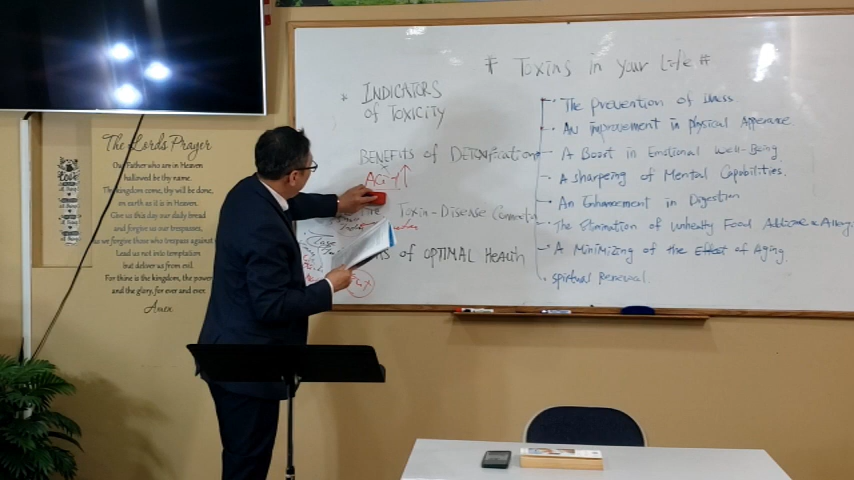 The Lords Prayer
Our Father who are in Heaven
hallowed be thy name.
Thy kingdom come, thy will be done,
on earth as it is in Heaven.
Give us this day our daily bread
and forgive us our trespasses,
as we forgive those who trespass against
Lead us not into temptation
but deliver us from evil.
For thine is the kingdom, the power
and the glory, for ever and ever.
Amen
# Toxins in your Life #
* INDICATORS
of TOXICITY
BENEFITS of DETOXIFICATION
Toxin-Disease
of OPTIMAL HEALTH
The prevention of illness.
An improvement in physical Apperance.
A Boost in Emotional Well-Being
A sharpening of Mental Capabilities.
An Enhancement in Digestion
The Elimination of Unhealthy Food
A Minimizing of the Effect of Aging.
Spiritual Renewal.